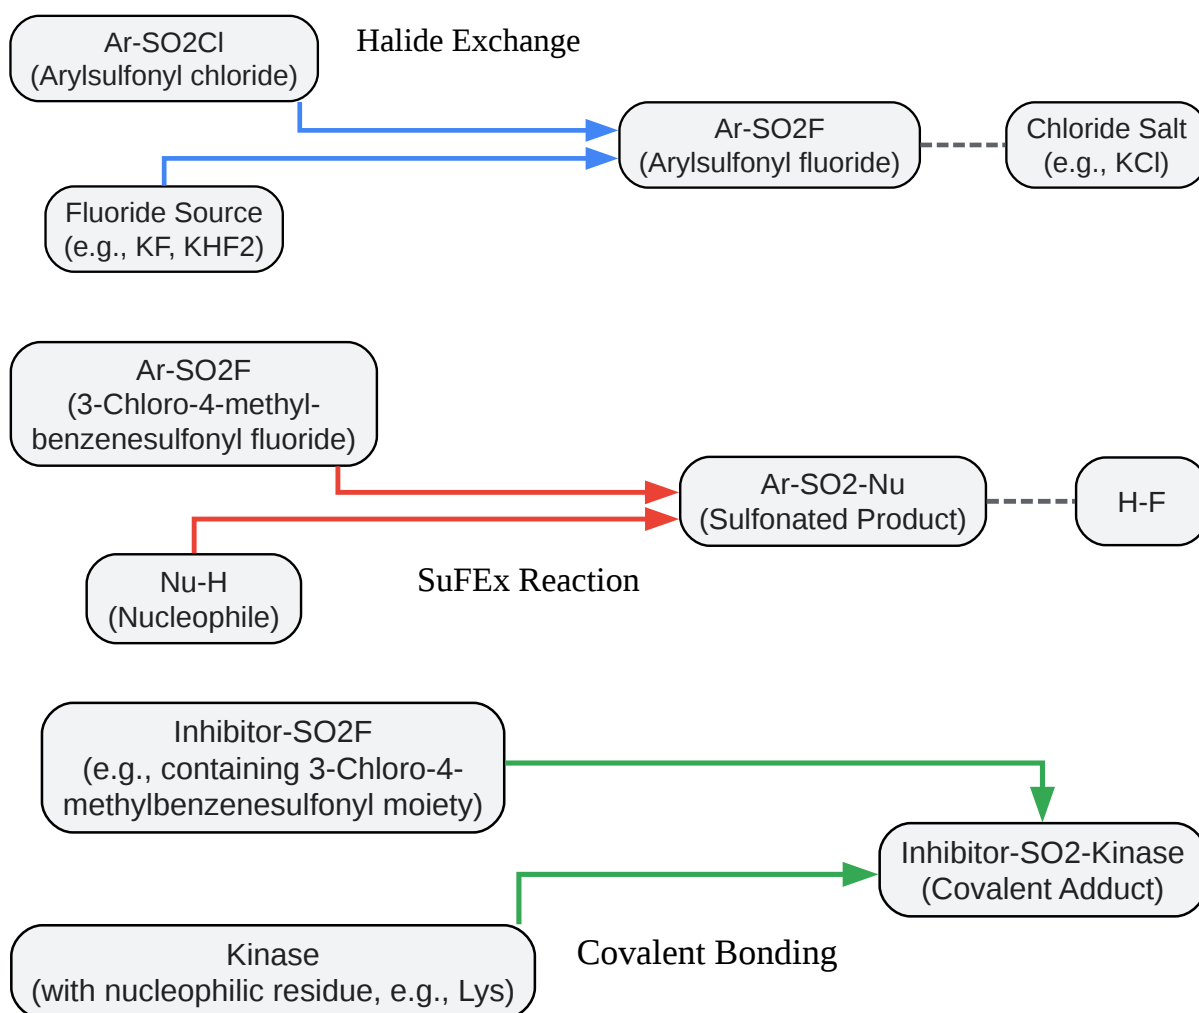 Ar-SO2Cl
(Arylsulfonyl chloride)
Halide Exchange
Ar-SO2F
(Arylsulfonyl fluoride)
Chloride Salt
(e.g., KCl)
Fluoride Source
(e.g., KF, KHF2)
Ar-SO2F
(3-Chloro-4-methyl-
benzenesulfonyl fluoride)
Ar-SO2-Nu
(Sulfonated Product)
H-F
Nu-H
(Nucleophile)
SuFEx Reaction
Inhibitor-SO2F
(e.g., containing 3-Chloro-4-
methylbenzenesulfonyl moiety)
Inhibitor-SO2-Kinase
(Covalent Adduct)
Kinase
(with nucleophilic residue, e.g., Lys)
Covalent Bonding